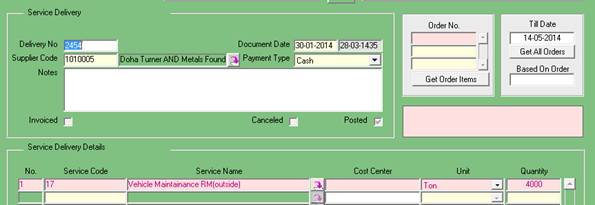 Service Delivery
Order No.
Till Date
14-05-2014
Delivery No 2454 Document Date 30-01-2014 28-03-1435
Get All Orders
Supplier Code 1010005 Doha Turner AND Metals Found Payment Type Cash
Based On Order
Notes
Get Order Items
Invoiced Canceled Posted
Service Delivery Details
No. Service Code Service Name Cost Center Unit Quantity
1 17 Vehicle Maintainance RM(outside) Ton 4000